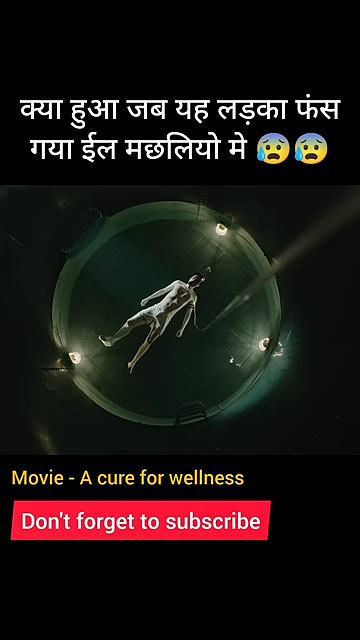 क्या हुआ जब यह लड़का फंस
गया ईल मछलियो मे 😰😰
Movie - A cure for wellness
Don't forget to subscribe